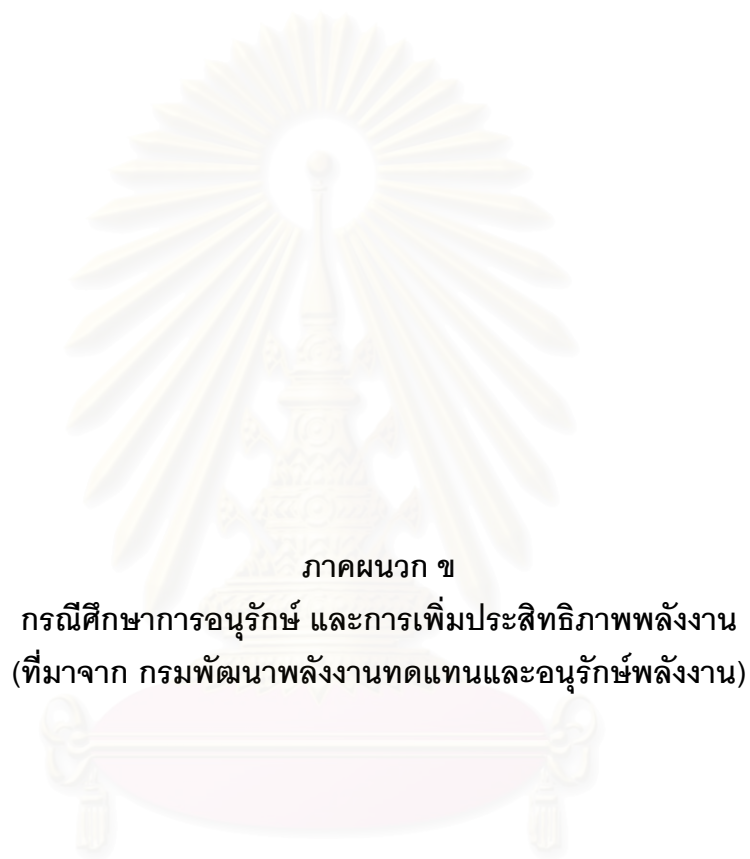 ภาคผนวก ข
กรณีศึกษาการอนุรักษ์ และการเพิ่มประสิทธิภาพพลังงาน
(ที่มาจาก กรมพัฒนาพลังงานทดแทนและอนุรักษ์พลังงาน)